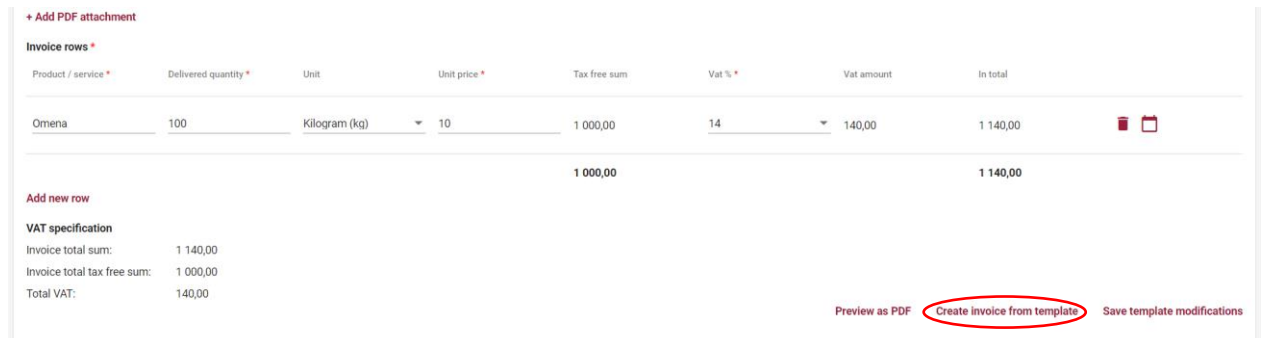 + Add PDF attachment
Invoice rows *
Product / service * Delivered quantity * Unit Unit price * Tax free sum Vat % * Vat amount In total
Omena 100 Kilogram (kg) 10 1 000,00 14 140,00 1 140,00
1 000,00 1 140,00
Add new row
VAT specification
Invoice total sum: 1 140,00
Invoice total tax free sum: 1 000,00
Total VAT: 140,00
Preview as PDF Create invoice from template Save template modifications